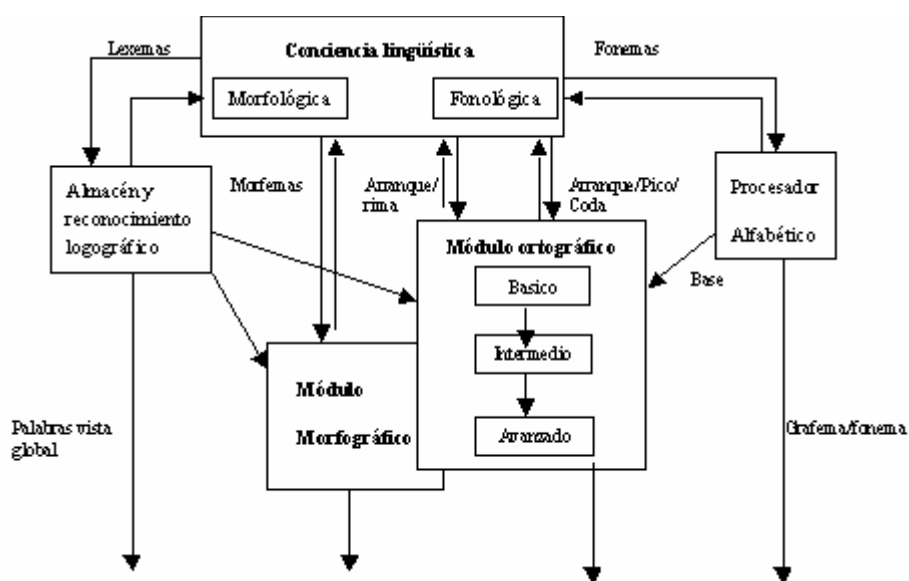 Lexemas
Conciencia lingüística
Fonemas
Morfológica
Fonológica
Almacén y
reconocimiento
logográfico
Morfemas
Arranque/
rima
Arranque/Pico/
Coda
Procesador
Alfabético
Módulo ortográfico
Basico
Base
Intermedio
Módulo
Morfográfico
Avanzado
Palabras vista
global
Grafema/fonema